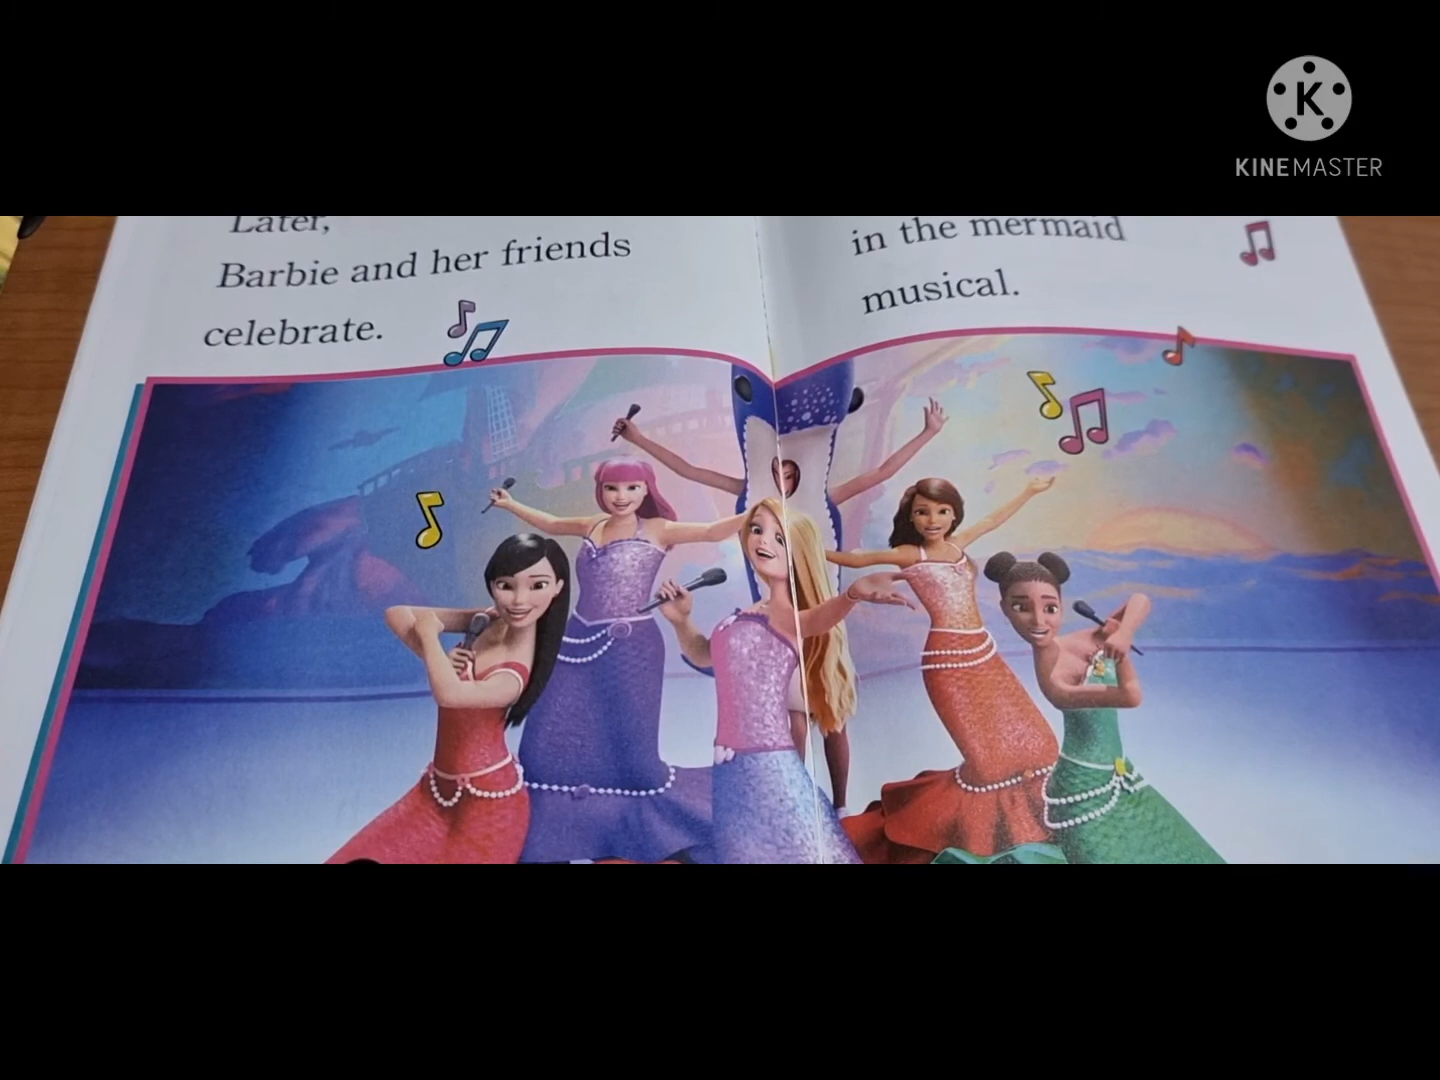 K
KINEMASTER
Later,
Barbie and her friends
celebrate.
in the mermaid
musical.